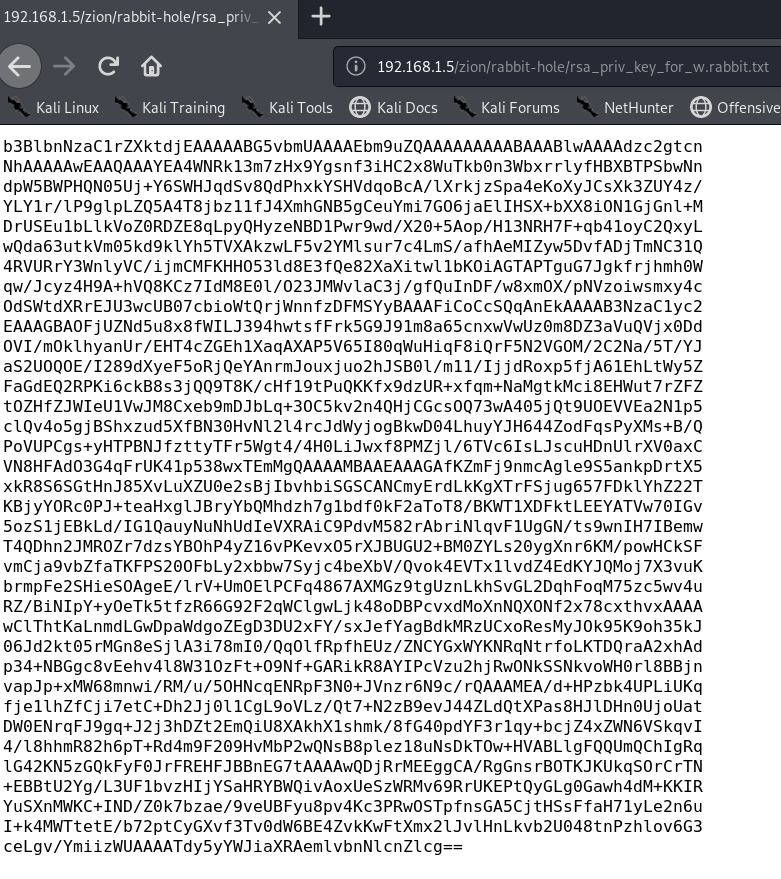 192.168.1.5/zion/rabbit-hole/rsa_priv_
192.168.1.5/zion/rabbit-hole/rsa_priv_key_for_w.rabbit.txt
Kali Linux Kali Training Kali Tools Kali Docs Kali Forums NetHunter Offensive
b3BlbnNzaC1rZXktdjEAAAAABG5vbmUAAAAEbm9uZQAAAAAAAAABAAABlwAAAAdzc2gtcn
NhAAAAAwEAAQAAAYEA4WNRk13m7zHx9Ygsnf3iHC2x8WuTkb0n3WbxrrlyfHBXBTPSbwNn
dpW5BWPHQN05Uj+Y6SWHJqdSv8QdPhxkYSHVdqoBcA/lXrkjzSpa4eKoXyJCsXk3ZUY4z/
YLY1r/lP9glpLZQ5A4T8jbz11fJ4XmhGNB5gCeuYmi7GO6jaElIHSX+bXX8iON1GjGnl+M
DrUSEu1bLlkVoZ0RDZE8qLpyQHyzeNBD1Pwr9wd/X20+5Aop/H13NRH7F+qb41oyC2QxyL
wQda63utkVm05kd9klYh5TVXAkzwLF5v2YMlsur7c4LmS/afhAeMIZyw5DvfADjTmNC31Q
4RVURrY3WnlyVC/ijmCMFKHHO53ld8E3fQe82XaXitwl1bKOiAGTAPTguG7Jgkfrjhmh0W
qw/Jcyz4H9A+hVQ8KCz7IdM8E0l/O23JMWvlaC3j/gfQuInDF/w8xmOX/pNVzoiwsmxy4c
OdSWtdXRrEJU3wcUB07cbioWtQrjWnnfzDFMSYyBAAAFiCoCcSQqAnEkAAAAB3NzaC1yc2
EAAAGBAOFjUZNd5u8x8fWILJ394hwtsfFrk5G9J91m8a65cnxwVwUz0m8DZ3aVuQVjx0Dd
OVI/mOklhyanUr/EHT4cZGEh1XaqAXAP5V65I80qWuHiqF8iQrF5N2VGOM/2C2Na/5T/YJ
aS2UOQOE/I289dXyeF5oRjQeYAnrmJouxjuo2hJSB0l/m11/IjjdRoxp5fjA61EhLtWy5Z
FaGdEQ2RPKi6ckB8s3jQQ9T8K/cHf19tPuQKKfx9dzUR+xfqm+NaMgtkMci8EHWut7rZFZ
tOZHfZJWIeU1VwJM8Cxeb9mDJbLq+3OC5kv2n4QHjCGcsOQ73wA405jQt9UOEVVEa2N1p5
clQv4o5gjBShxzud5XfBN30HvNl2l4rcJdWyjogBkwD04LhuyYJH644ZodFqsPyXMs+B/Q
PoVUPCgs+yHTPBNJfzttyTFr5Wgt4/4H0LiJwxf8PMZjl/6TVc6IsLJscuHDnUlrXV0axC
VN8HFAdO3G4qFrUK41p538wxTEmMgQAAAAMBAAEAAAGAfKZmFj9nmcAgle9S5ankpDrtX5
xkR8S6SGtHnJ85XvLuXZU0e2sBjIbvhbiSGSCANCmyErdLkKgXTrFSjug657FDklYhZ22T
KBjyYORc0PJ+teaHxglJBryYbQMhdzh7g1bdf0kF2aToT8/BKWT1XDFktLEEYATVw70IGv
5ozS1jEBkLd/IG1QauyNuNhUdIeVXRAiC9PdvM582rAbriNlqvF1UgGN/ts9wnIH7IBemw
T4QDhn2JMROZr7dzsYBOhP4yZ16vPKevxO5rXJBUGU2+BM0ZYLs20ygXnr6KM/powHCkSF
vmCja9vbZfaTKFPS20OFbLy2xbbw7Syjc4beXbV/Qvok4EVTx1lvdZ4EdKYJQMoj7X3vuK
brmpFe2SHieSOAgeE/lrV+UmOElPCFq4867AXMGz9tgUznLkhSvGL2DqhFoqM75zc5wv4u
RZ/BiNIpY+yOeTk5tfzR66G92F2qWClgwLjk48oDBPcvxdMoXnNQXONf2x78cxthvxAAAA
wClThtKaLnmdLGwDpaWdgoZEgD3DU2xFY/sxJefYagBdkMRzUCxoResMyJOk95K9oh35kJ
06Jd2kt05rMGn8eSjlA3i78mI0/QqOlfRpfhEUz/ZNCYGxWYKNRqNtrfoLKTDQraA2xhAd
p34+NBGgc8vEehv4l8W31OzFt+O9Nf+GARikR8AYIPcVzu2hjRwONkSSNkvoWH0rl8BBjn
vapJp+xMW68mnwi/RM/u/5OHNcqENRpF3N0+JVnzr6N9c/rQAAAMEA/d+HPzbk4UPLiUKq
fje1lhZfCji7etC+Dh2Jj0l1CgL9oVLz/Qt7+N2zB9evJ44ZLdQtXPas8HJlDHn0UjoUat
DW0ENrqFJ9gq+J2j3hDZt2EmQiU8XAkhX1shmk/8fG40pdYF3r1qy+bcjZ4xZWN6VSkqvI
4/l8hhmR82h6pT+Rd4m9F209HvMbP2wQNsB8plez18uNsDkTOw+HVABLlgFQQUmQChIgRq
lG42KN5zGQkFyF0JrFREHFJBBnEG7tAAAAwQDjRrMEEggCA/RgGnsrBOTKJKUkqSOrCrTN
+EBBtU2Yg/L3UF1bvzHIjYSaHRYBWQivAoxUeSzWRMv69RrUKEPtQyGLg0Gawh4dM+KKIR
YuSXnMWKC+IND/Z0k7bzae/9veUBFyu8pv4Kc3PRwOSTpfnsGA5CjtHSsFfaH71yLe2n6u
I+k4MWTtetE/b72ptCyGXvf3Tv0dW6BE4ZvkKwFtXmx2lJvlHnLkvb2U048tnPzhlov6G3
ceLgv/YmiizWUAAAATdy5yYWJiaXRAemlvbnNlcnZlcg==